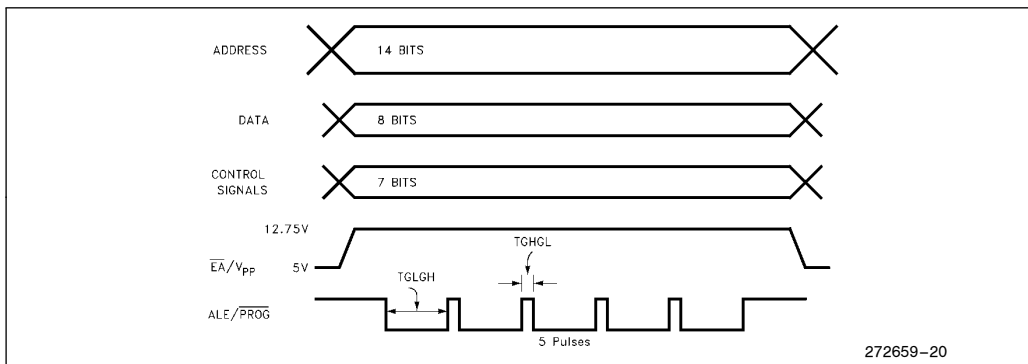 ADDRESS
14 BITS
DATA
8 BITS
CONTROL
SIGNALS
7 BITS
12.75V
TGHGL
EA/VPP
5V
TGLGH
ALE/PROG
5 Pulses
272659-20